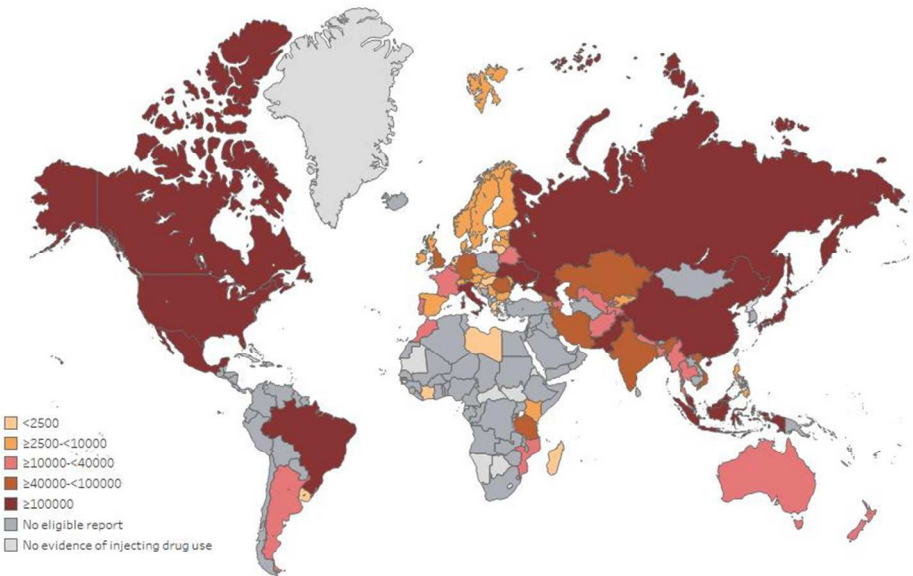 <2500
≥2500-<10000
≥10000-<40000
≥40000-<100000
≥100000
No eligible report
No evidence of injecting drug use